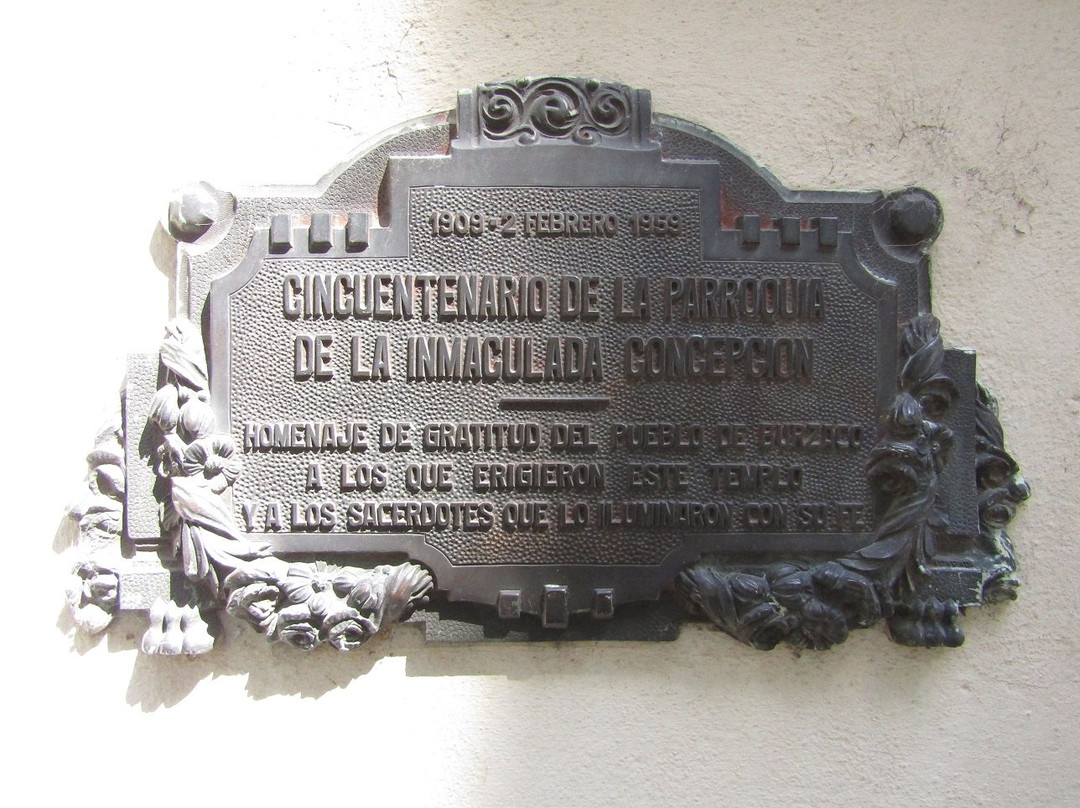 1909-2 FEBRERO 1959
CINCUENTENARIO DE LA PARROQUIA
DE LA INMACULADA CONCEPCION
HOMENAJE DE GRATITUD DEL PUEBLO DE BURZACO
A LOS QUE ERIGIERON ESTE TEMPLO
Y A LOS SACERDOTES QUE LO ILUMINARON CON SU FE